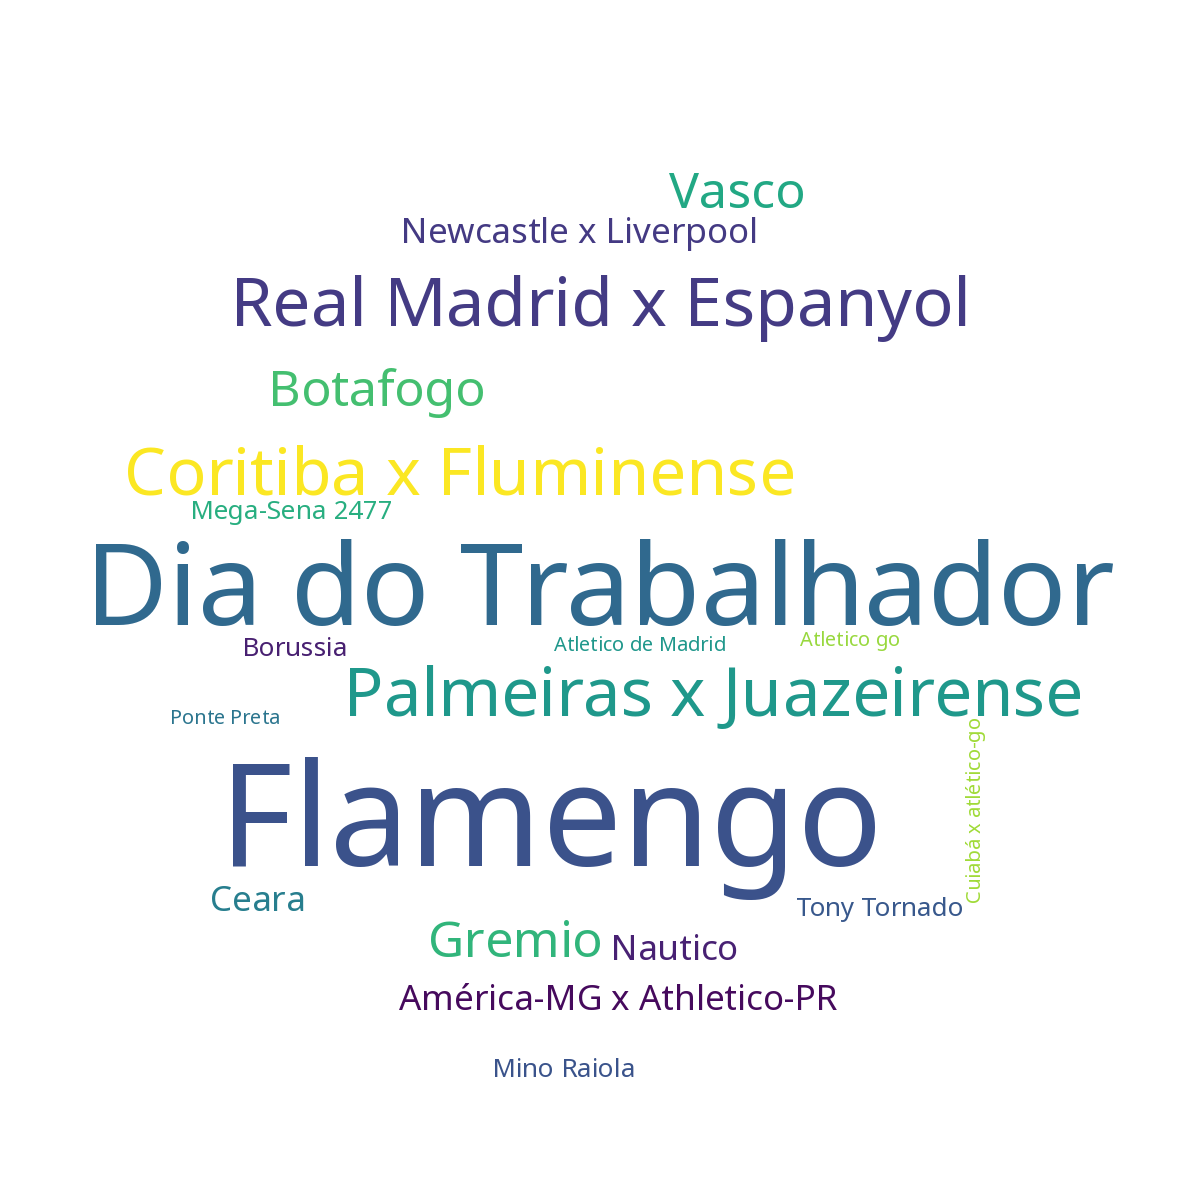 Vasco
Newcastle x Liverpool
Real Madrid x Espanyol
Botafogo
Coritiba x Fluminense
Mega-Sena 2477
Dia do Trabalhador
Borussia
Atletico de Madrid
Atletico go
Palmeiras x Juazeirense
Ponte Preta
Cuiabá x atlético-go
Flamengo
Ceara
Tony Tornado
Gremio
Nautico
América-MG x Athletico-PR
Mino Raiola